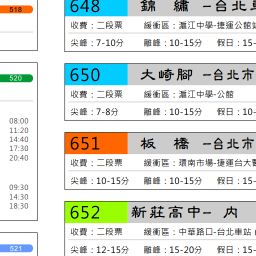 518
520
08:00
11:20
14:40
17:30
20:40
09:30
14:30
18:30
521
648 錦 繡 -台北車
收費：二段票 緩衝區：滬江中學-捷運公館站
尖峰：7-10分 離峰：10-15分 假日：15-
650 大崎腳 -台北市
收費：二段票 緩衝區：滬江中學-公館
尖峰：7-8分 離峰：10-15分 假日：10-
651 板 橋 -台北市
收費：二段票 緩衝區：環南市場-捷運台大醫
尖峰：10-15分 離峰：10-15分 假日：10-
652 新莊高中- 內
收費：二段票 緩衝區：中華路口-台北車站
尖峰：12-15分 離峰：15-20分 假日：15-